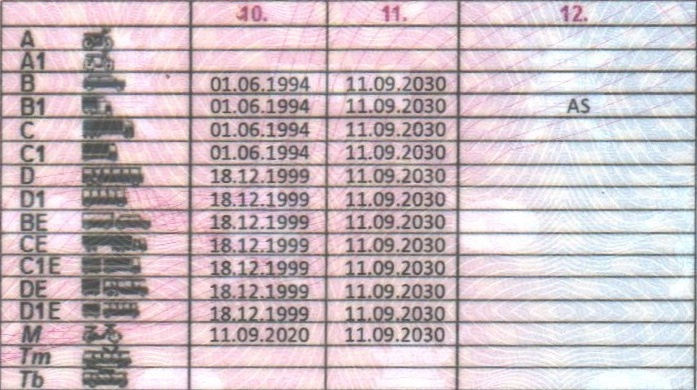 10. 11. 12.
A
A1
B 01.06.1994 11.09.2030
B1 01.06.1994 11.09.2030 AS
C 01.06.1994 11.09.2030
C1 01.06.1994 11.09.2030
D 18.12.1999 11.09.2030
D1 18.12.1999 11.09.2030
BE 18.12.1999 11.09.2030
CE 18.12.1999 11.09.2030
C1E 18.12.1999 11.09.2030
DE 18.12.1999 11.09.2030
D1E 18.12.1999 11.09.2030
M 11.09.2020 11.09.2030
Tm
Tb